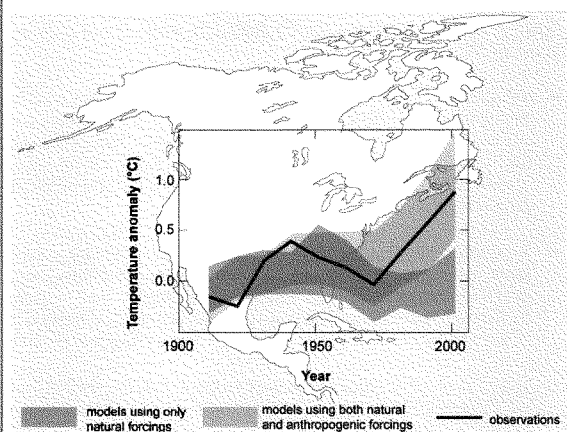 Temperature anomaly (°C)
1.0
0.5
0.0
1900
1950
2000
Year
models using only
natural forcings
models using both natural
and anthropogenic forcings
observations